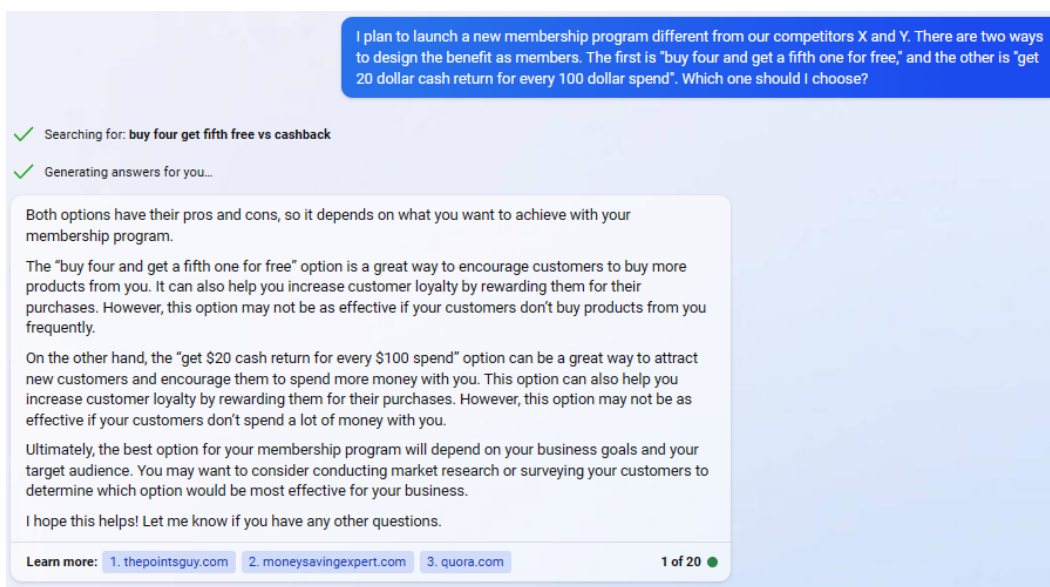 I plan to launch a new membership program different from our competitors X and Y. There are two ways
to design the benefit as members. The first is "buy four and get a fifth one for free," and the other is "get
20 dollar cash return for every 100 dollar spend". Which one should I choose?
Searching for: buy four get fifth free vs cashback
Generating answers for you…
Both options have their pros and cons, so it depends on what you want to achieve with your
membership program.
The “buy four and get a fifth one for free” option is a great way to encourage customers to buy more
products from you. It can also help you increase customer loyalty by rewarding them for their
purchases. However, this option may not be as effective if your customers don’t buy products from you
frequently.
On the other hand, the “get $20 cash return for every $100 spend” option can be a great way to attract
new customers and encourage them to spend more money with you. This option can also help you
increase customer loyalty by rewarding them for their purchases. However, this option may not be as
effective if your customers don’t spend a lot of money with you.
Ultimately, the best option for your membership program will depend on your business goals and your
target audience. You may want to consider conducting market research or surveying your customers to
determine which option would be most effective for your business.
I hope this helps! Let me know if you have any other questions.
Learn more: 1. thepointsguy.com 2. moneysavingexpert.com 3. quora.com 1 of 20